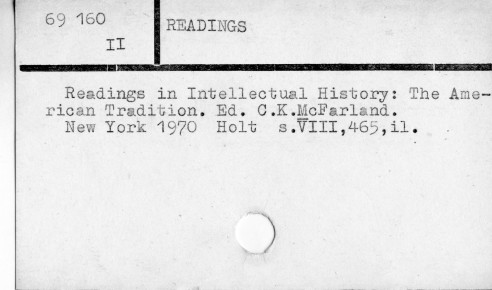 69 160
II
READINGS
Readings in Intellectual History: The Ame-
rican Tradition. Ed. C.K.McFarland.
New York 1970 Holt s.VIII,465,il.